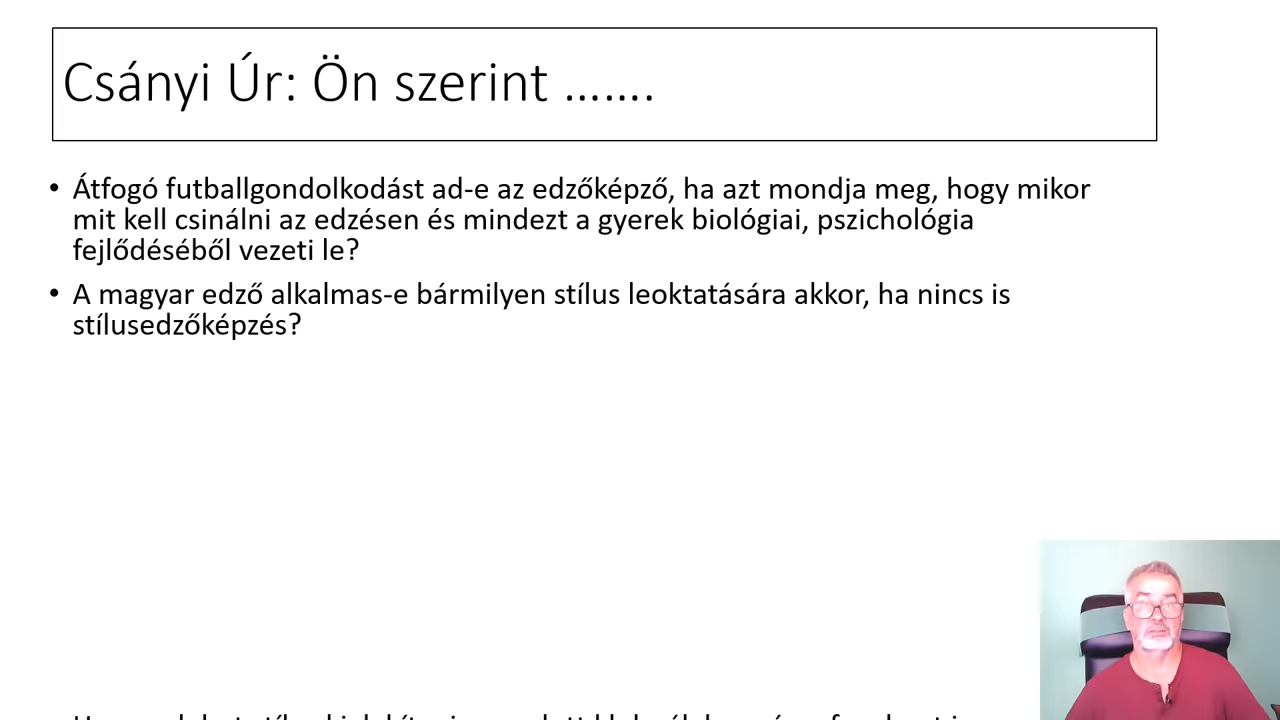 Csányi Úr: Ön szerint …….
• Átfogó futballgondolkodást ad-e az edzőképző, ha azt mondja meg, hogy mikor
mit kell csinálni az edzésen és mindezt a gyerek biológiai, pszichológia
fejlődéséből vezeti le?
• A magyar edző alkalmas-e bármilyen stílus leoktatására akkor, ha nincs is
stílusedzőképzés?